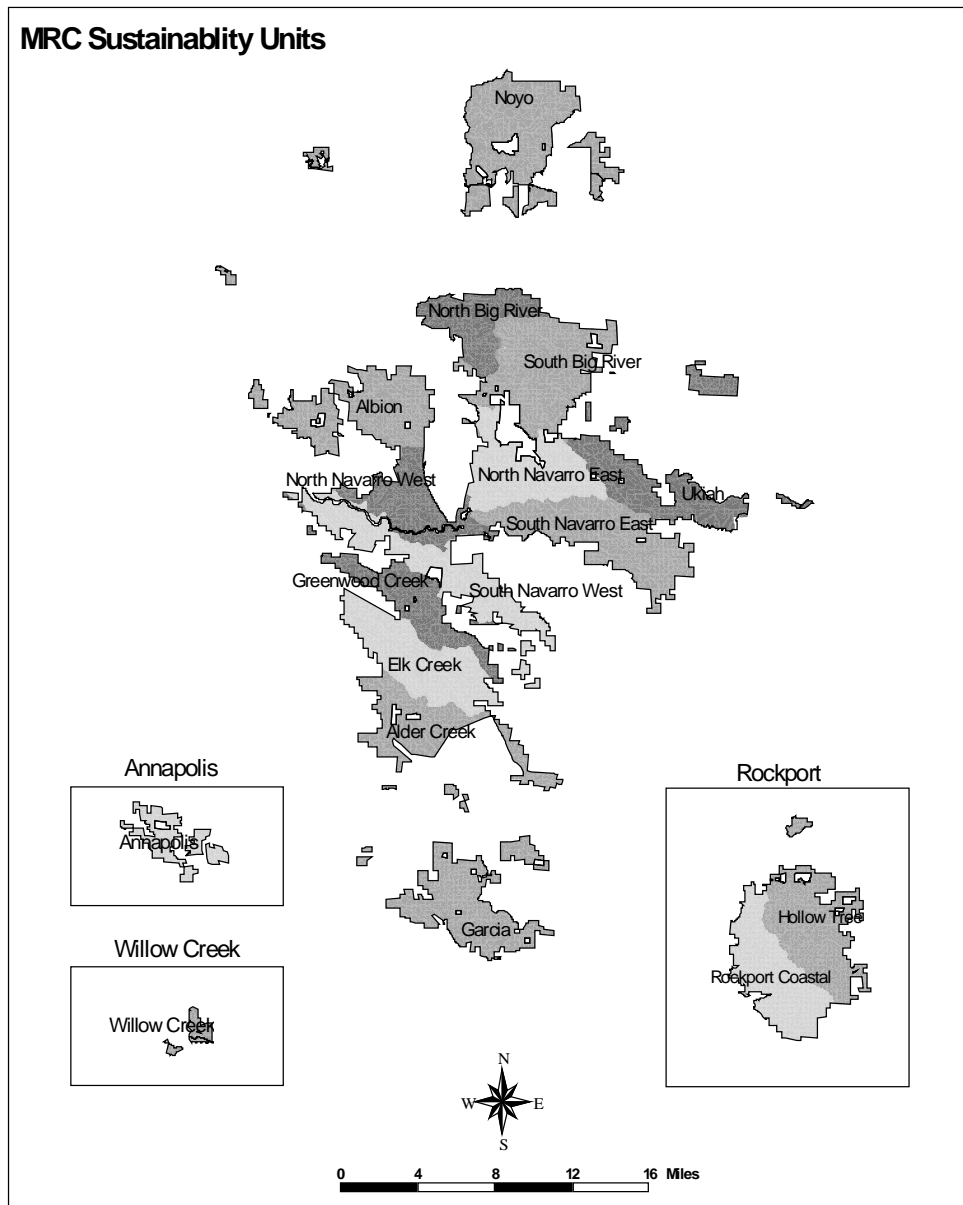 MRC Sustainablity Units
Noyo
North Big River
South Big River
Albion
North Navarro West
North Navarro East
Ukiah
South Navarro East
Greenwood Creek
South Navarro West
Elk Creek
Alder Creek
Annapolis
Annapolis
Rockport
Hollow Tree
Rockport Coastal
Garcia
Willow Creek
Willow Creek
N
W E
S
0 4 8 12 16 Miles